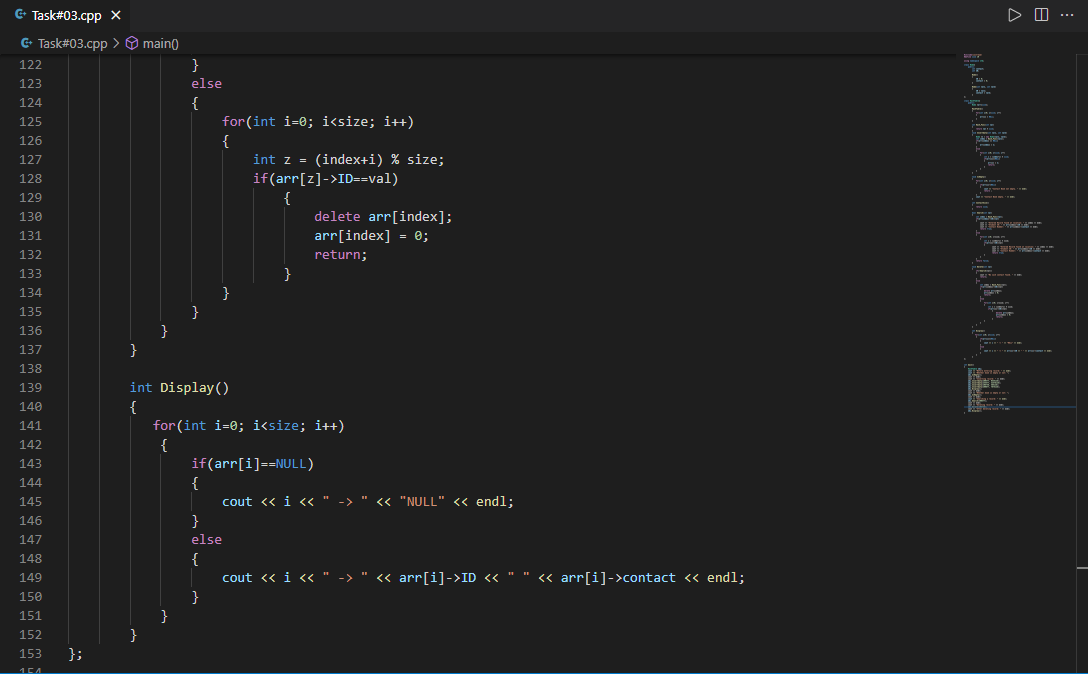 Task#03.cpp
Task#03.cpp > main()
122 }
123 else
124 {
125 for(int i=0; i<size; i++)
126 {
127 int z = (index+i) % size;
128 if(arr[z]->ID==val)
129 {
130 delete arr[index];
131 arr[index] = 0;
132 return;
133 }
134 }
135 }
136 }
137 }
138
139 int Display()
140 {
141 for(int i=0; i<size; i++)
142 {
143 if(arr[i]==NULL)
144 {
145 cout << i << " -> " << "NULL" << endl;
146 }
147 else
148 {
149 cout << i << " -> " << arr[i]->ID << " " << arr[i]->contact << endl;
150 }
151 }
152 }
153 };
154